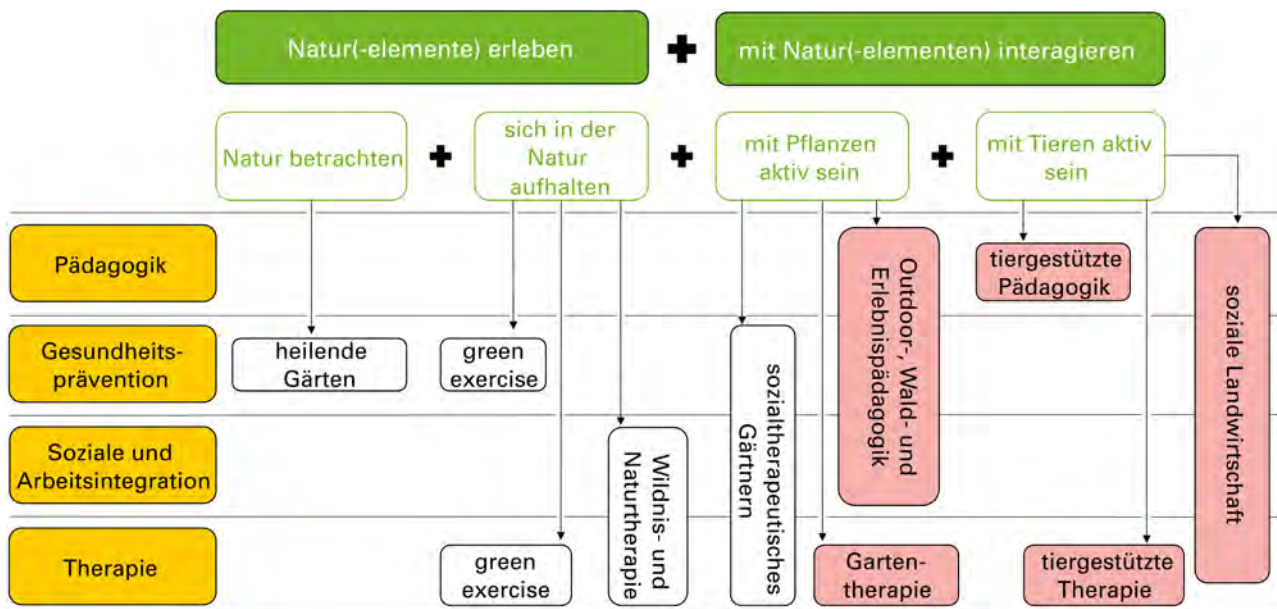 Natur(-elemente) erleben
mit Natur(-elementen) interagieren
Natur betrachten
sich in der
Natur
aufhalten
mit Pflanzen
aktiv sein
mit Tieren aktiv
sein
Pädagogik
Outdoor-, Wald- und
Erlebnispädagogik
tiergestützte
Pädagogik
soziale Landwirtschaft
Gesundheits-
prävention
heilende
Gärten
green
exercise
sozialtherapeutisches
Gärtnern
Soziale und
Arbeitsintegration
Wildnis- und
Naturtherapie
Therapie
green
exercise
Garten-
therapie
tiergestützte
Therapie